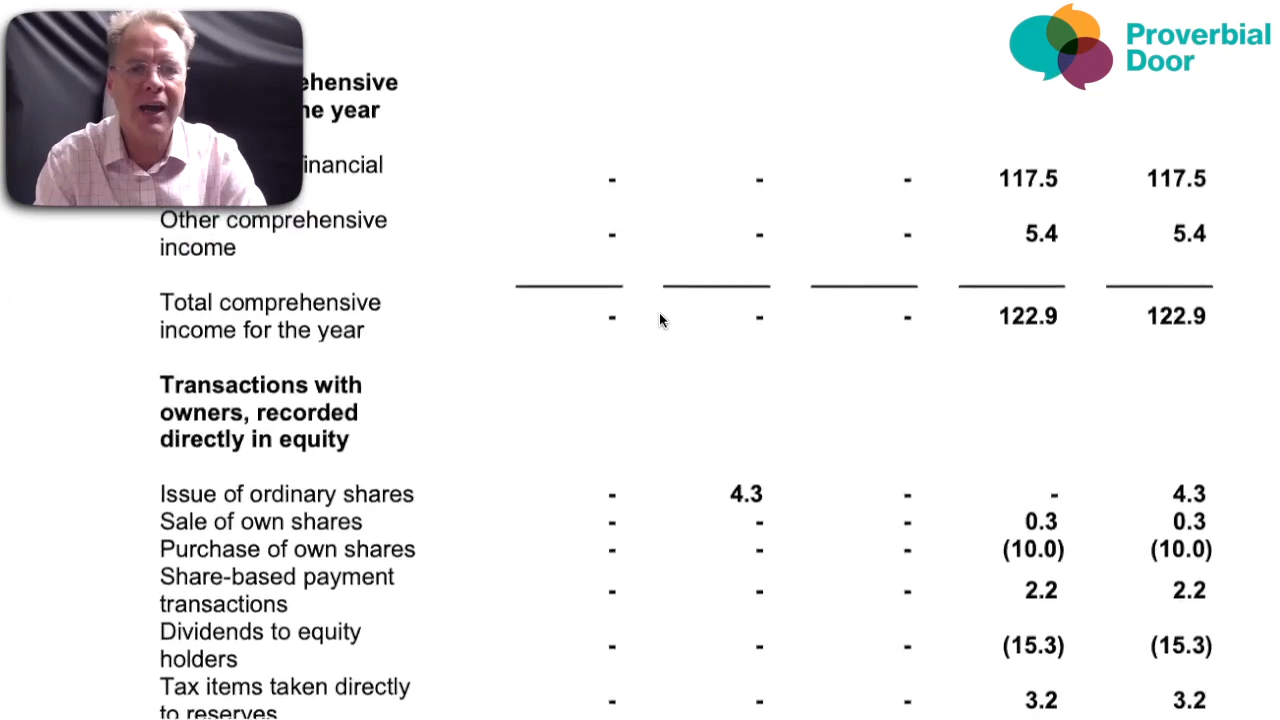 Proverbial
Door
ehensive
he year
inancial
- - - 117.5 117.5
Other comprehensive
income
- - - 5.4 5.4
Total comprehensive
income for the year
- - - 122.9 122.9
Transactions with
owners, recorded
directly in equity
Issue of ordinary shares - 4.3 - - 4.3
Sale of own shares - - - 0.3 0.3
Purchase of own shares - - - (10.0) (10.0)
Share-based payment
transactions
- - - 2.2 2.2
Dividends to equity
holders
- - - (15.3) (15.3)
Tax items taken directly
to reserves
- - - 3.2 3.2